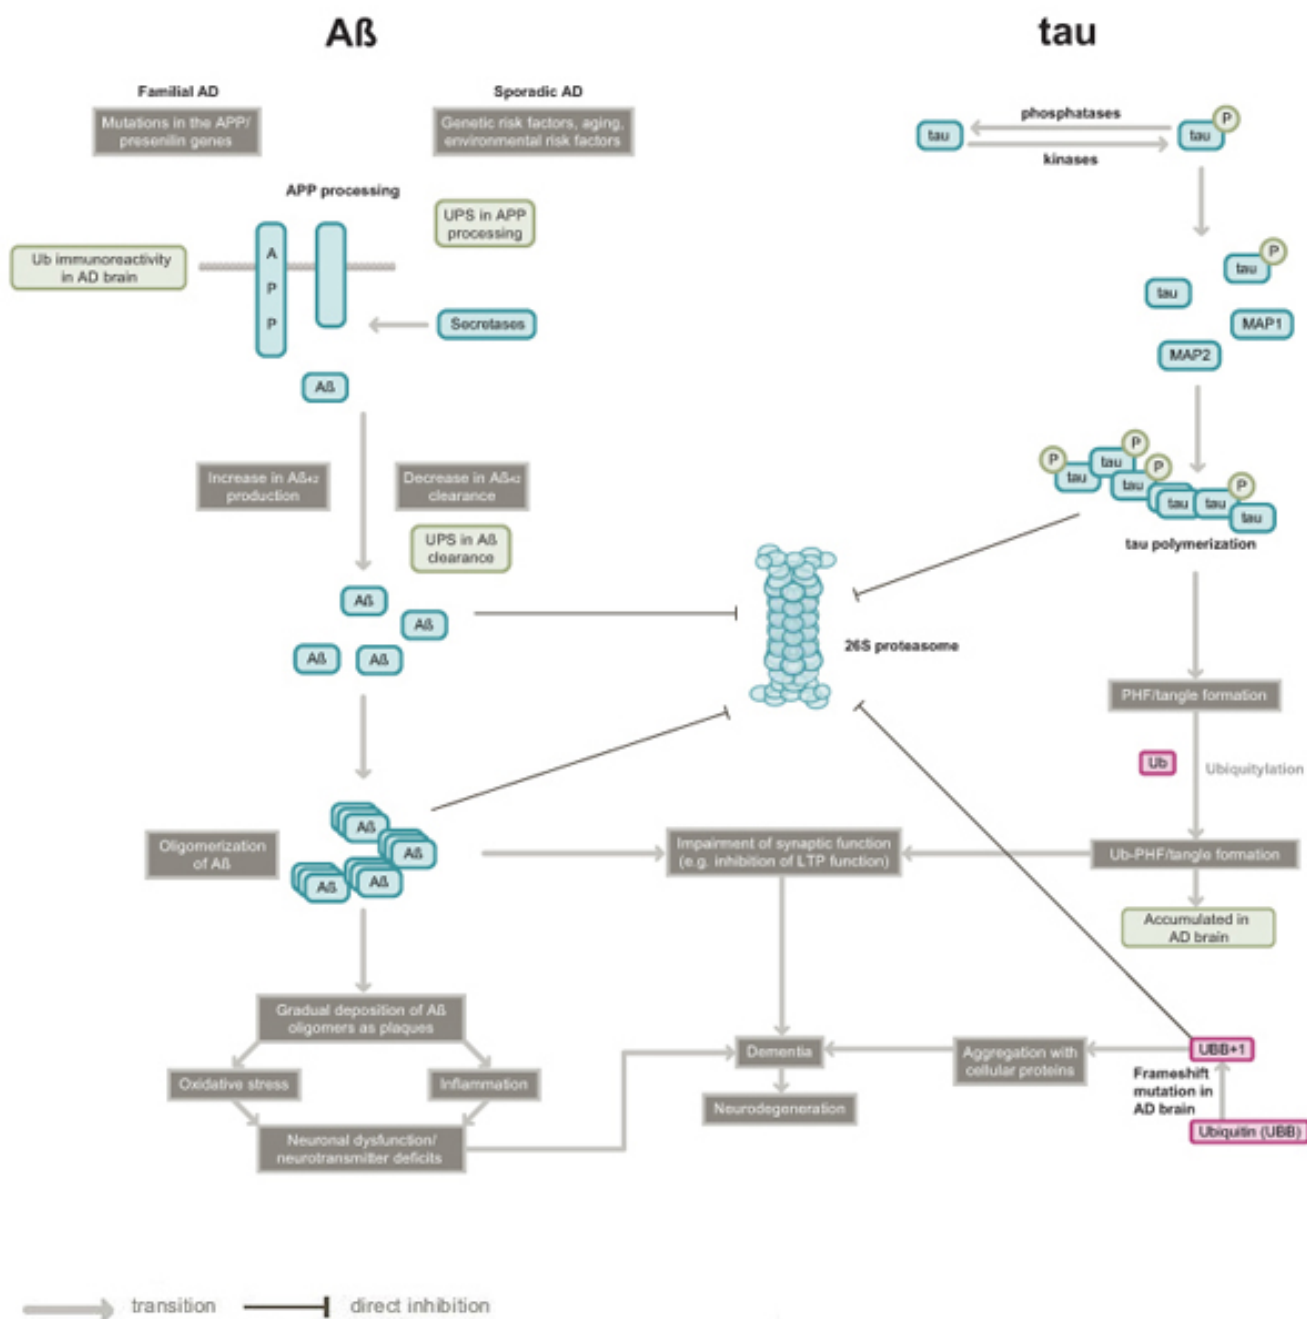 Aß
tau
Familial AD
Mutations in the APP/
presenilin genes
Sporadic AD
Genetic risk factors, aging,
environmental risk factors
APP processing
UPS in APP
processing
Ub immunoreactivity
in AD brain
A
P
P
Secretases
Aß
Increase in Aß42
production
Decrease in Aß42
clearance
UPS in Aß
clearance
Aß
Aß
Aß
Aß
Oligomerization
of Aß
Aß
Aß
Aß
Aß
Gradual deposition of Aß
oligomers as plaques
Oxidative stress
Inflammation
Neuronal dysfunction/
neurotransmitter deficits
26S proteasome
Impairment of synaptic function
(e.g. inhibition of LTP function)
Dementia
Neurodegeneration
Aggregation with
cellular proteins
tau
phosphatases
kinases
tau
P
tau
P
tau
MAP1
MAP2
P
tau
tau
P
tau
P
tau
tau
P
tau
tau polymerization
PHF/tangle formation
Ub
Ubiquitylation
Ub-PHF/tangle formation
Accumulated in
AD brain
UBB+1
Frameshift
mutation in
AD brain
Ubiquitin (UBB)
transition
direct inhibition